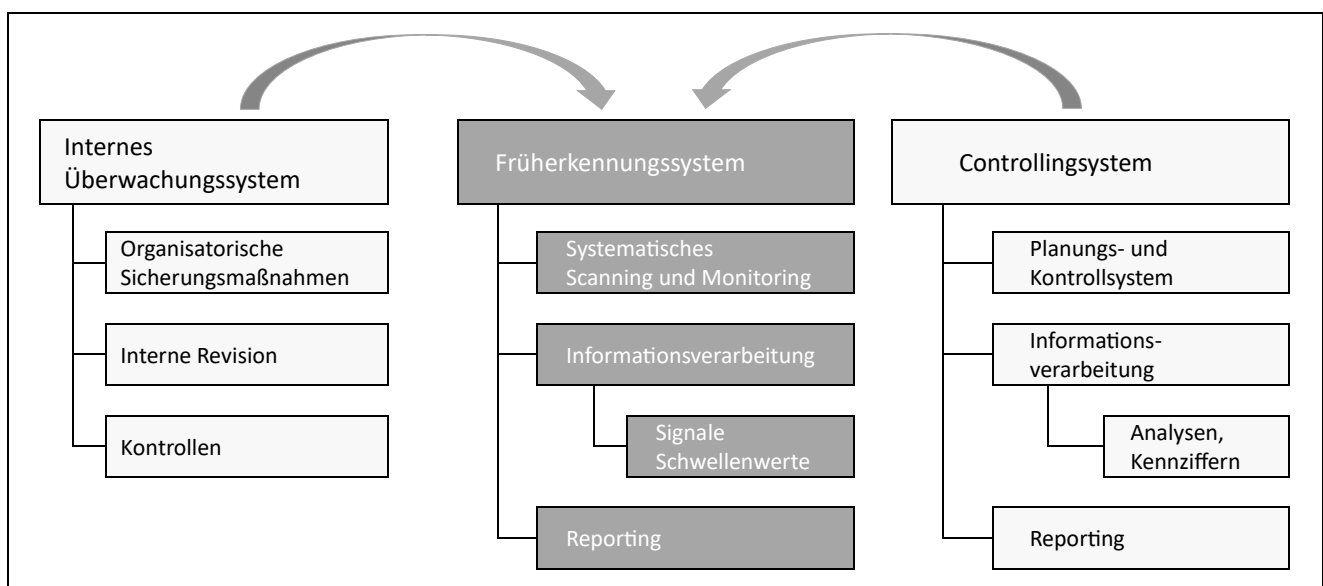 Internes
Überwachungssystem
Organisatorische
Sicherungsmaßnahmen
Interne Revision
Kontrollen
Früherkennungssystem
Systematisches
Scanning und Monitoring
Informationsverarbeitung
Signale
Schwellenwerte
Reporting
Controllingsystem
Planungs- und
Kontrollsystem
Informations-
verarbeitung
Analysen,
Kennziffern
Reporting